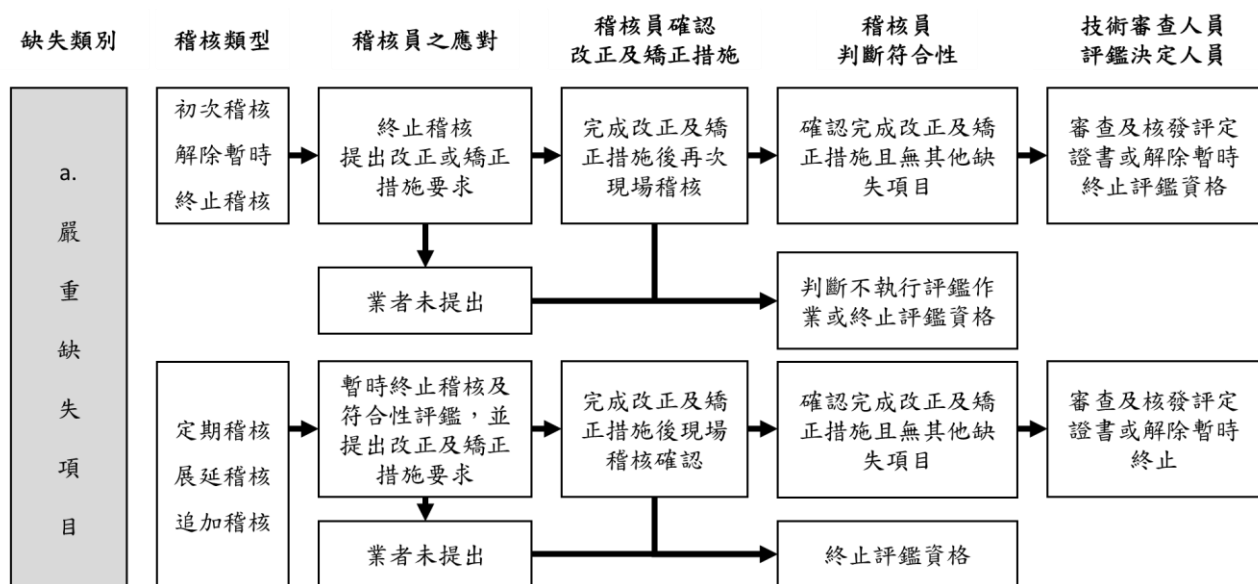 缺失類別
稽核類型
稽核員之應對
稽核員確認
改正及矯正措施
稽核員
判斷符合性
技術審查人員
評鑑決定人員
a.
嚴
重
缺
失
項
目
初次稽核
解除暫時
終止稽核
終止稽核
提出改正或矯正
措施要求
完成改正及矯
正措施後再次
現場稽核
確認完成改正及矯
正措施且無其他缺
失項目
審查及核發評定
證書或解除暫時
終止評鑑資格
業者未提出
判斷不執行評鑑作
業或終止評鑑資格
定期稽核
展延稽核
追加稽核
暫時終止稽核及
符合性評鑑，並
提出改正及矯正
措施要求
完成改正及矯
正措施後現場
稽核確認
確認完成改正及矯
正措施且無其他缺
失項目
審查及核發評定
證書或解除暫時
終止
業者未提出
終止評鑑資格